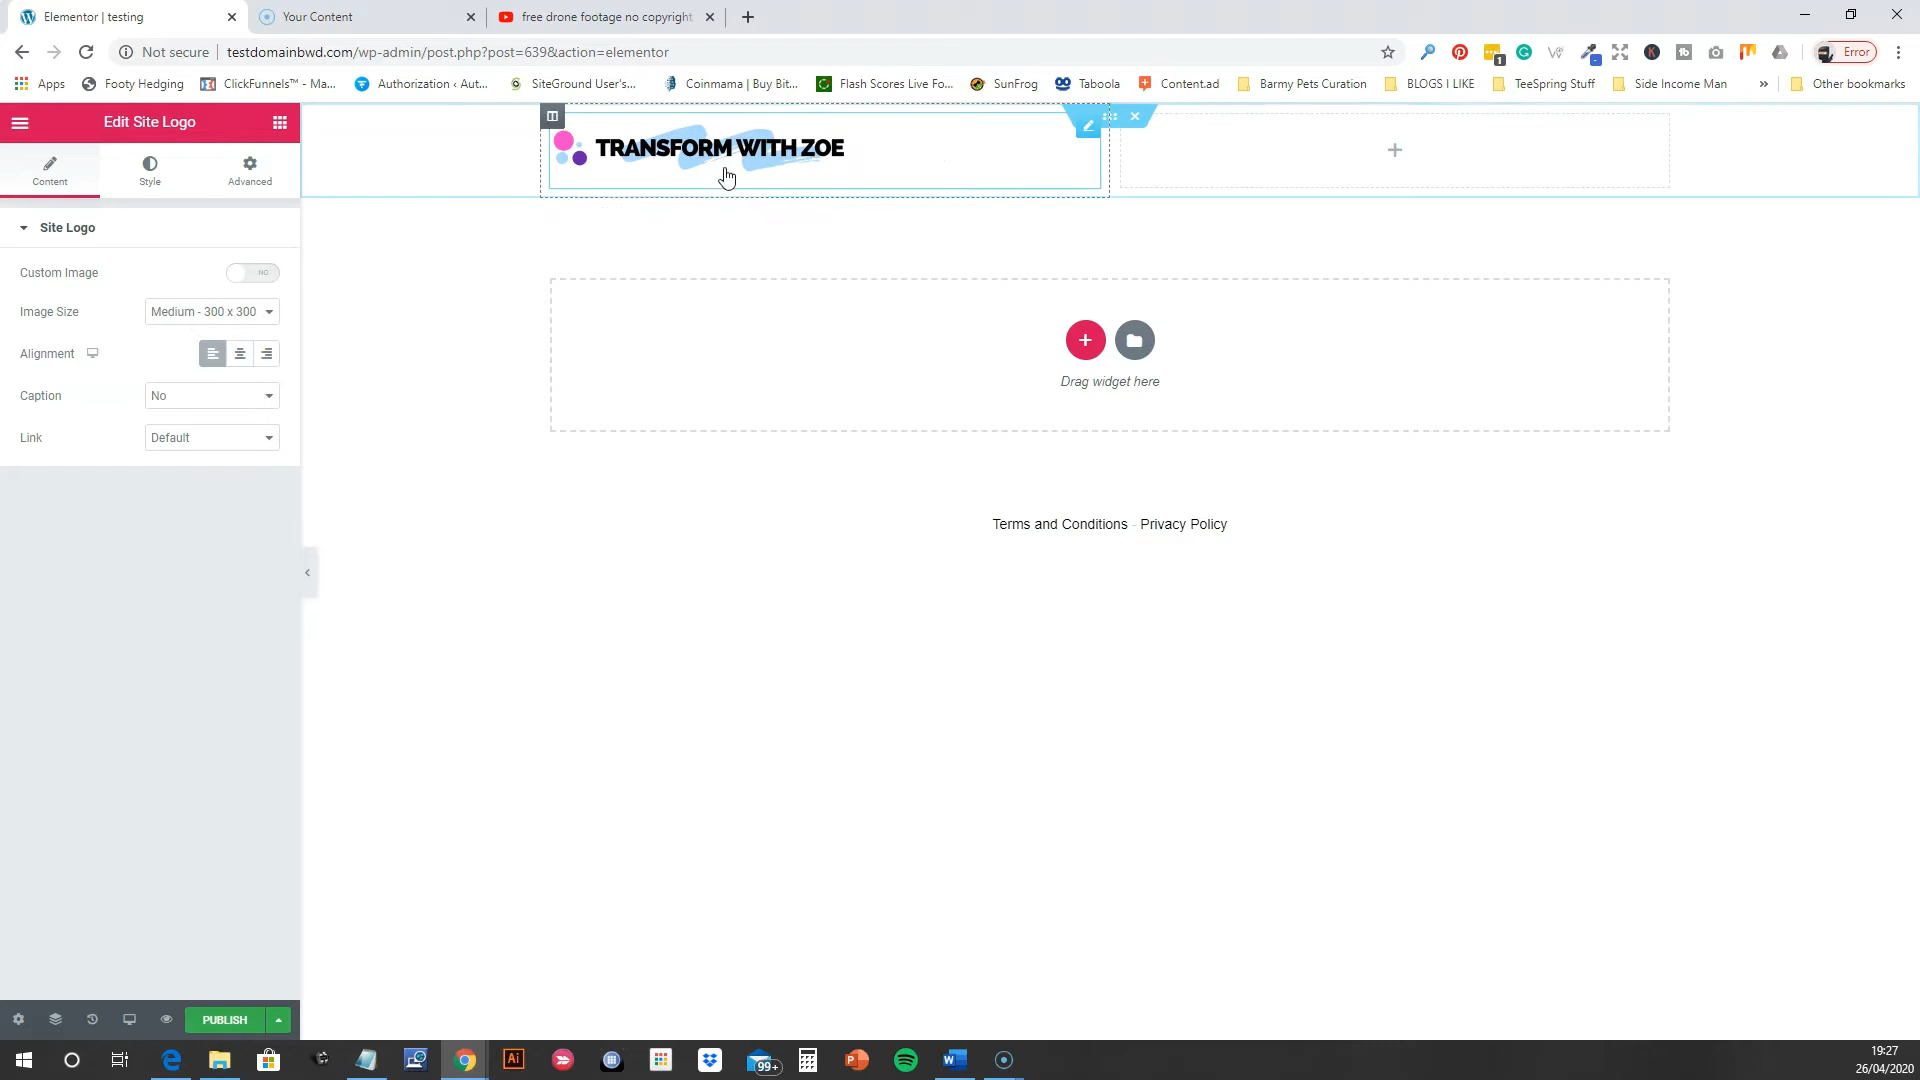 Elementor | testing
Your Content
free drone footage no copyright
Not secure
testdomainbwd.com/wp-admin/post.php?post=639&action=elementor
1
Error
Apps
Footy Hedging
ClickFunnels™ - Ma...
Authorization ‹ Aut...
SiteGround User's...
Coinmama | Buy Bit...
Flash Scores Live Fo...
SunFrog
Taboola
Content.ad
Barmy Pets Curation
BLOGS I LIKE
TeeSpring Stuff
Side Income Man
»
Other bookmarks
Edit Site Logo
Content
Style
Advanced
Site Logo
Custom Image
NO
Image Size
Medium - 300 x 300
Alignment
Caption
No
Link
Default
TRANSFORM WITH ZOE
Drag widget here
Terms and Conditions - Privacy Policy
PUBLISH
Ai
99+
P
W
19:27
26/04/2020